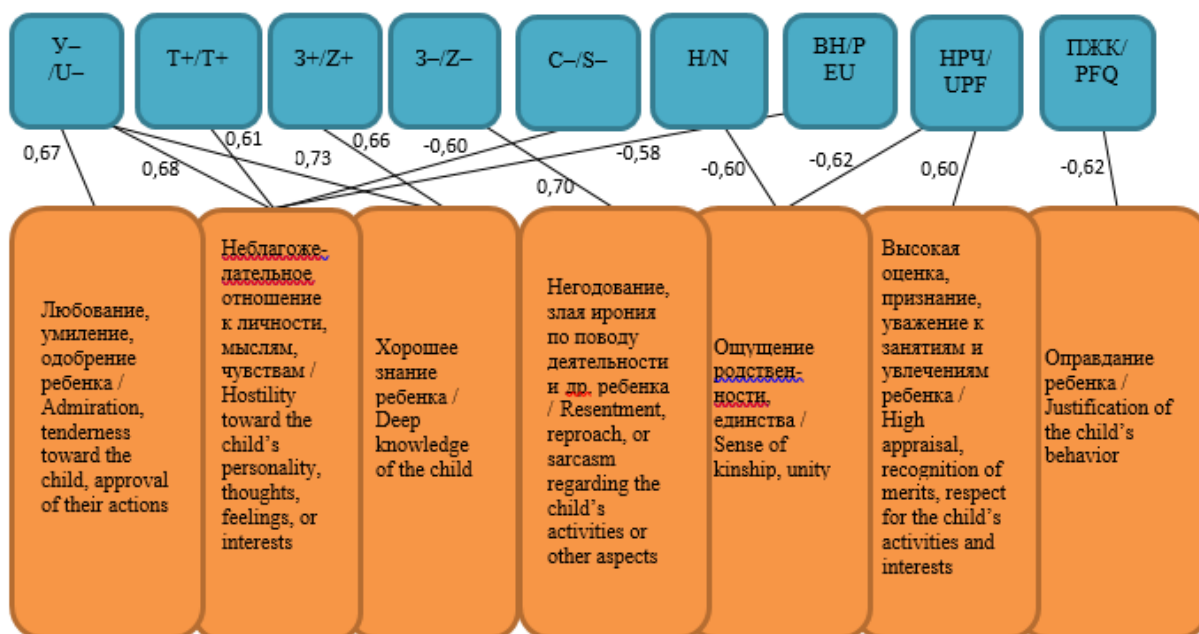 У–
/U–
Т+/T+
З+/Z+
З–/Z–
С–/S–
Н/N
ВН/P
EU
НРЧ/
UPF
ПЖК/
PFQ
0,67
0,68
0,61
0,73
0,66
-0,60
-0,58
0,70
-0,60
-0,62
0,60
-0,62
Любование,
умиление,
одобрение
ребенка /
Admiration,
tenderness
toward the
child, approval
of their actions
Неблагоже-
лательное
отношение
к личности,
мыслям,
чувствам /
Hostility
toward the
child’s
personality,
thoughts,
feelings, or
interests
Хорошее
знание
ребенка /
Deep
knowledge
of the child
Негодование,
злая ирония
по поводу
деятельности
и др. ребенка
/ Resentment,
reproach, or
sarcasm
regarding the
child’s
activities or
other aspects
Ощущение
родствен-
ности,
единства /
Sense of
kinship, unity
Высокая
оценка,
признание,
уважение к
занятиям и
увлечениям
ребенка /
High
appraisal,
recognition of
merits, respect
for the child’s
activities and
interests
Оправдание
ребенка /
Justification of
the child’s
behavior